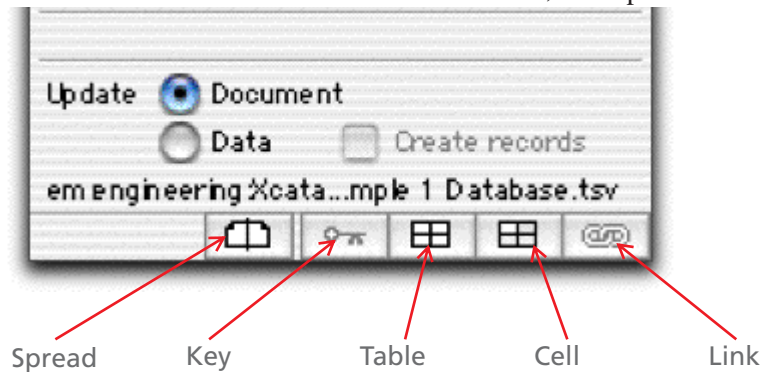 Update Document
Data Create records
em engineering Xcata...mple 1 Database.tsv
Spread Key Table Cell Link